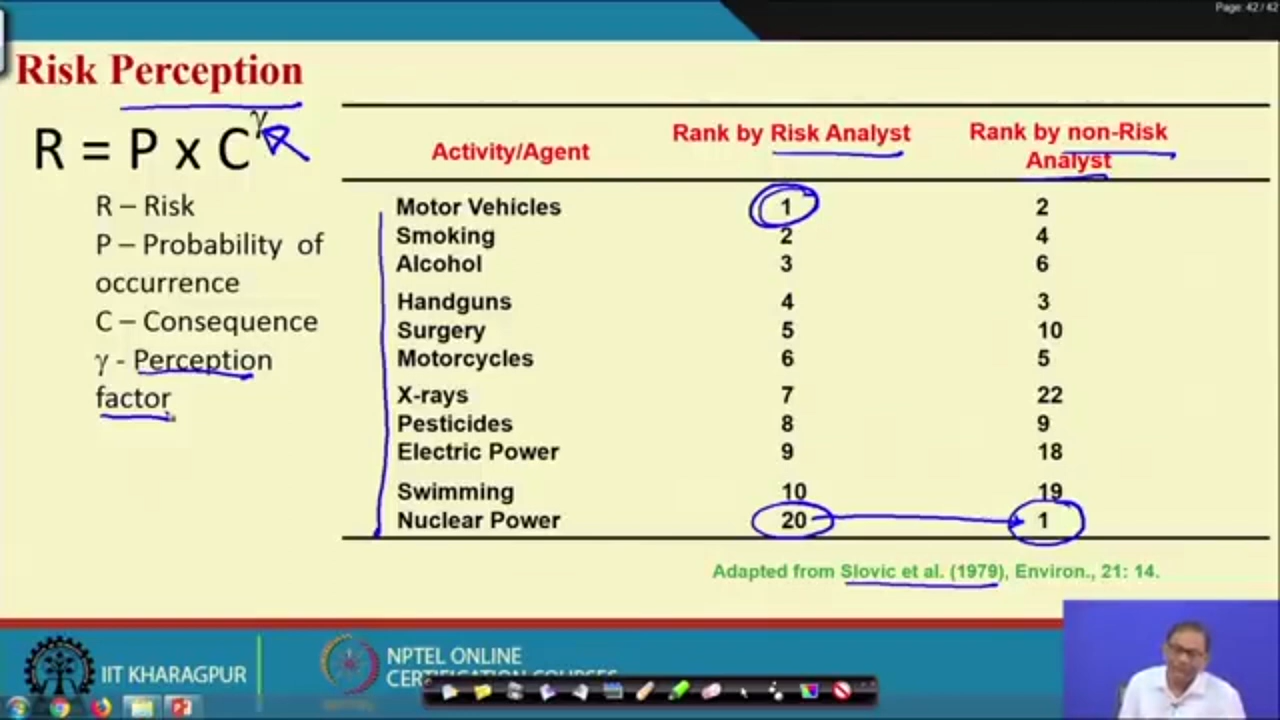 Page: 42 / 42
Risk Perception
R = P x C^γ
R – Risk
P – Probability of
occurrence
C – Consequence
γ - Perception
factor
Activity/Agent Rank by Risk Analyst Rank by non-Risk
Analyst
Motor Vehicles 1 2
Smoking 2 4
Alcohol 3 6
Handguns 4 3
Surgery 5 10
Motorcycles 6 5
X-rays 7 22
Pesticides 8 9
Electric Power 9 18
Swimming 10 19
Nuclear Power 20 1
Adapted from Slovic et al. (1979), Environ., 21: 14.
IIT KHARAGPUR
NPTEL ONLINE
CERTIFICATION COURSES